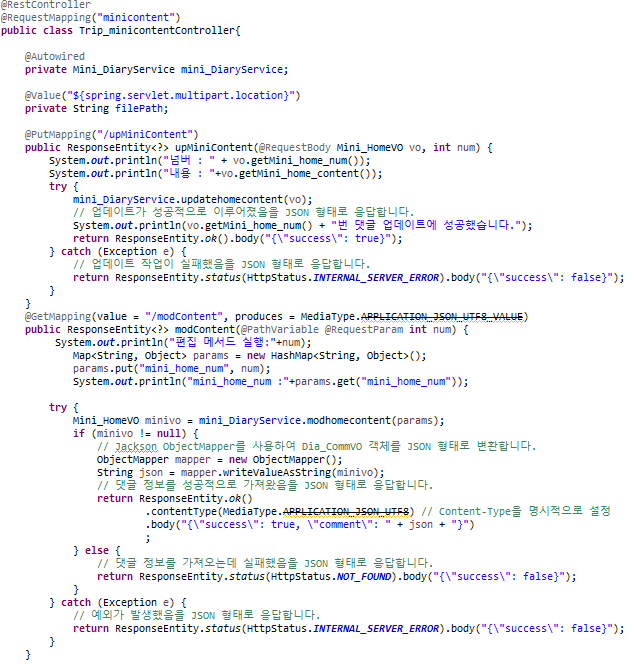 @RestController
@RequestMapping("minicontent")
public class Trip_minicontentController{
@Autowired
private Mini_DiaryService mini_DiaryService;
@Value("${spring.servlet.multipart.location}")
private String filePath;
@PutMapping("/upMiniContent")
public ResponseEntity<?> upMiniContent(@RequestBody Mini_HomeVO vo, int num) {
System.out.println("넘버 : " + vo.getMini_home_num());
System.out.println("내용 : "+vo.getMini_home_content());
try {
mini_DiaryService.updatehomecontent(vo);
// 업데이트가 성공적으로 이루어졌음을 JSON 형태로 응답합니다.
System.out.println(vo.getMini_home_num() + "번 댓글 업데이트에 성공했습니다.");
return ResponseEntity.ok().body("{\"success\": true}");
} catch (Exception e) {
// 업데이트 작업이 실패했음을 JSON 형태로 응답합니다.
return ResponseEntity.status(HttpStatus.INTERNAL_SERVER_ERROR).body("{\"success\": false}");
}
}
@GetMapping(value = "/modContent", produces = MediaType.APPLICATION_JSON_UTF8_VALUE)
public ResponseEntity<?> modContent(@PathVariable @RequestParam int num) {
System.out.println("편집 메서드 실행:"+num);
Map<String, Object> params = new HashMap<String, Object>();
params.put("mini_home_num", num);
System.out.println("mini_home_num :"+params.get("mini_home_num"));
try {
Mini_HomeVO minivo = mini_DiaryService.modhomecontent(params);
if (minivo != null) {
// Jackson ObjectMapper를 사용하여 Dia_CommVO 객체를 JSON 형태로 변환합니다.
ObjectMapper mapper = new ObjectMapper();
String json = mapper.writeValueAsString(minivo);
// 댓글 정보를 성공적으로 가져왔음을 JSON 형태로 응답합니다.
return ResponseEntity.ok()
.contentType(MediaType.APPLICATION_JSON_UTF8) // Content-Type을 명시적으로 설정
.body("{\"success\": true, \"comment\": " + json + "}")
;
} else {
// 댓글 정보를 가져오는데 실패했음을 JSON 형태로 응답합니다.
return ResponseEntity.status(HttpStatus.NOT_FOUND).body("{\"success\": false}");
}
} catch (Exception e) {
// 예외가 발생했음을 JSON 형태로 응답합니다.
return ResponseEntity.status(HttpStatus.INTERNAL_SERVER_ERROR).body("{\"success\": false}");
}
}